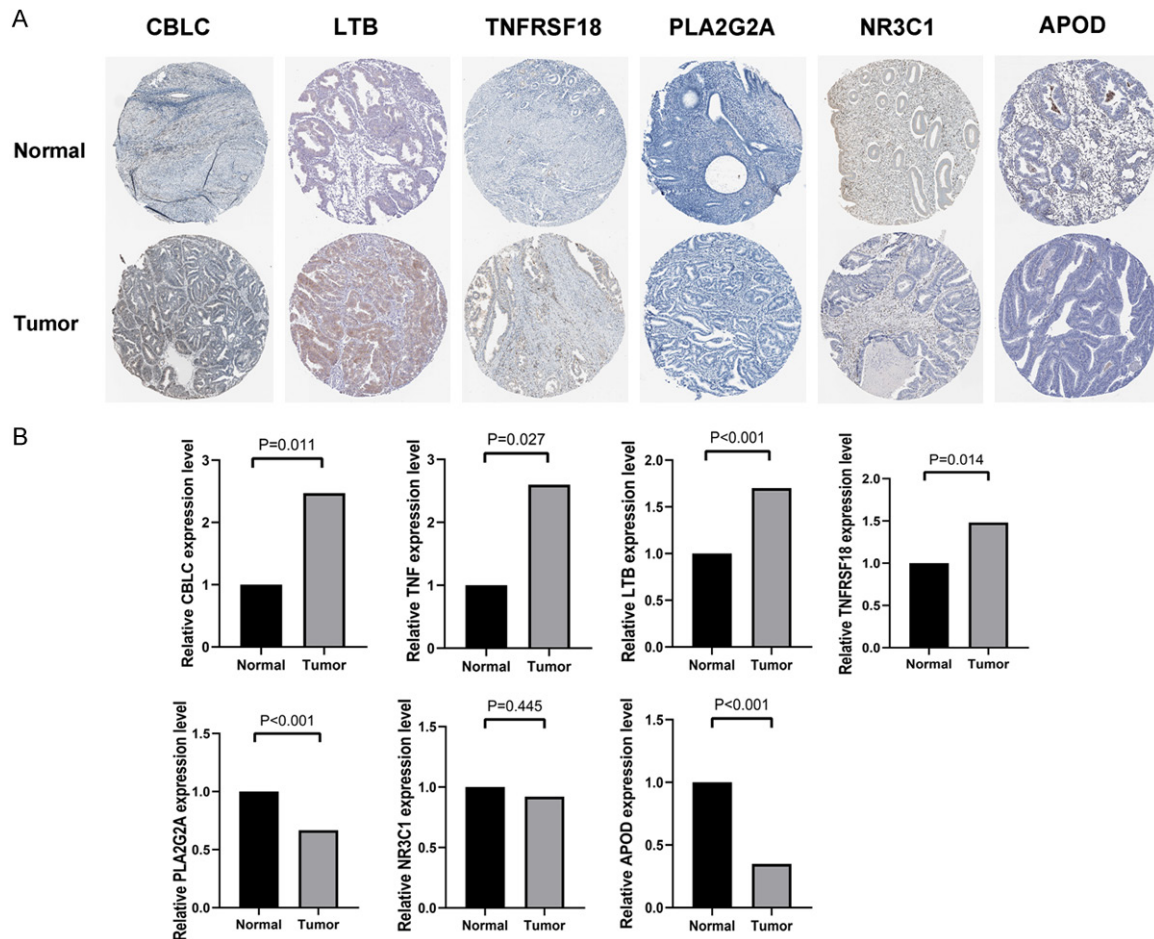 A
CBLC LTB TNFRSF18 PLA2G2A NR3C1 APOD
Normal
Tumor
B
P=0.011
Relative CBLC expression level
3
2
1
0
Normal Tumor
P=0.027
Relative TNF expression level
3
2
1
0
Normal Tumor
P<0.001
Relative LTB expression level
2.0
1.5
1.0
0.5
0.0
Normal Tumor
P=0.014
Relative TNFRSF18 expression level
2.0
1.5
1.0
0.5
0.0
Normal Tumor
P<0.001
Relative PLA2G2A expression level
1.5
1.0
0.5
0.0
Normal Tumor
P=0.445
Relative NR3C1 expression level
1.5
1.0
0.5
0.0
Normal Tumor
P<0.001
Relative APOD expression level
1.5
1.0
0.5
0.0
Normal Tumor